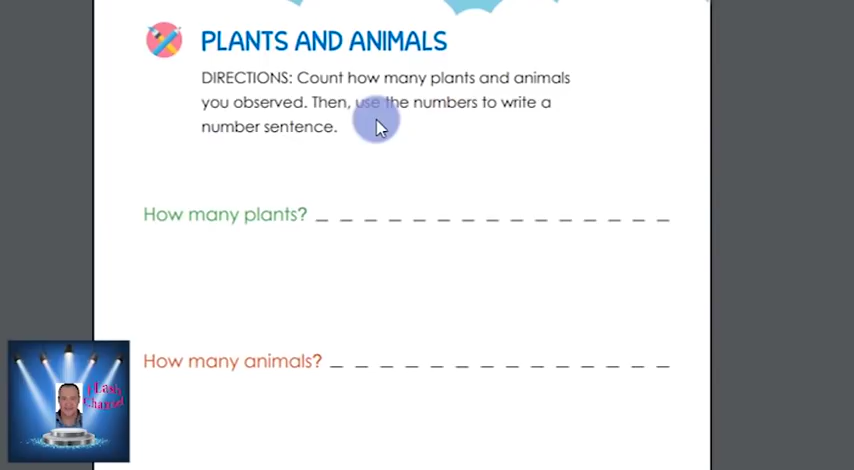 PLANTS AND ANIMALS
DIRECTIONS: Count how many plants and animals
you observed. Then, use the numbers to write a
number sentence.
How many plants? _ _ _ _ _ _ _ _ _ _ _ _ _ _ _
How many animals? _ _ _ _ _ _ _ _ _ _ _ _ _ _